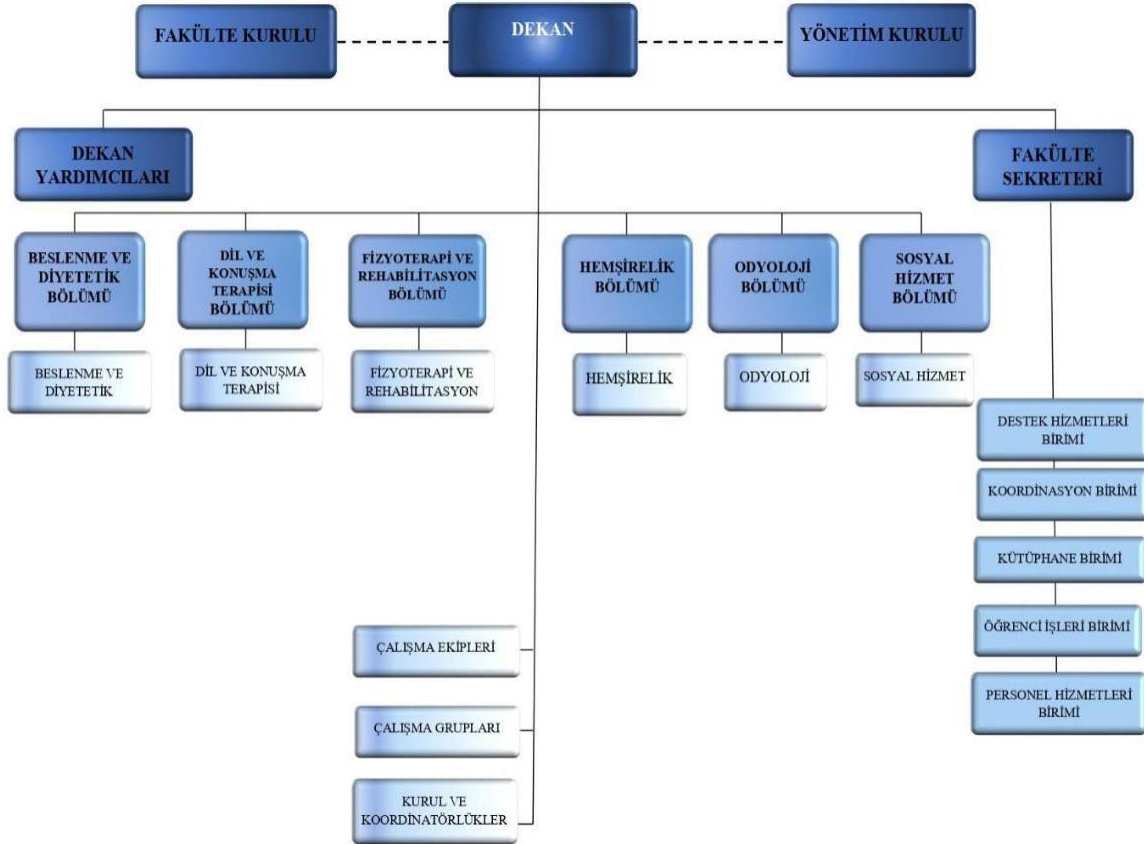 FAKÜLTE KURULU
DEKAN
YÖNETİM KURULU
DEKAN
YARDIMCILARI
FAKÜLTE
SEKRETERİ
BESLENME VE
DİYETETİK
BÖLÜMÜ
DİL VE
KONUŞMA
TERAPİSİ
BÖLÜMÜ
FİZYOTERAPİ VE
REHABİLİTASYON
BÖLÜMÜ
HEMŞİRELİK
BÖLÜMÜ
ODYOLOJİ
BÖLÜMÜ
SOSYAL
HİZMET
BÖLÜMÜ
BESLENME VE
DİYETETİK
DİL VE KONUŞMA
TERAPİSİ
FİZYOTERAPİ VE
REHABİLİTASYON
HEMŞİRELİK
ODYOLOJİ
SOSYAL HİZMET
DESTEK HİZMETLERİ
BİRİMİ
KOORDİNASYON BİRİMİ
KÜTÜPHANE BİRİMİ
ÖĞRENCİ İŞLERİ BİRİMİ
PERSONEL HİZMETLERİ
BİRİMİ
ÇALIŞMA EKİPLERİ
ÇALIŞMA GRUPLARI
KURUL VE
KOORDİNATÖRLÜKLER